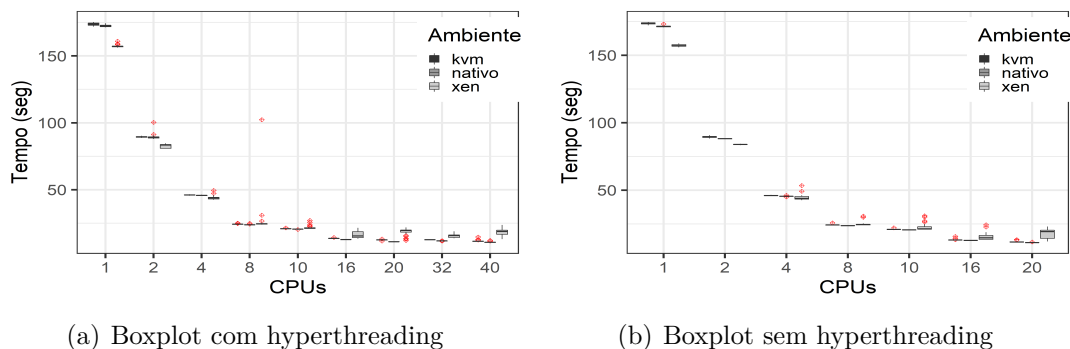 Tempo (seg)
150
100
50
Ambiente
kvm
nativo
xen
1 2 4 8 10 16 20 32 40
CPUs
(a) Boxplot com hyperthreading
Tempo (seg)
150
100
50
Ambiente
kvm
nativo
xen
1 2 4 8 10 16 20
CPUs
(b) Boxplot sem hyperthreading